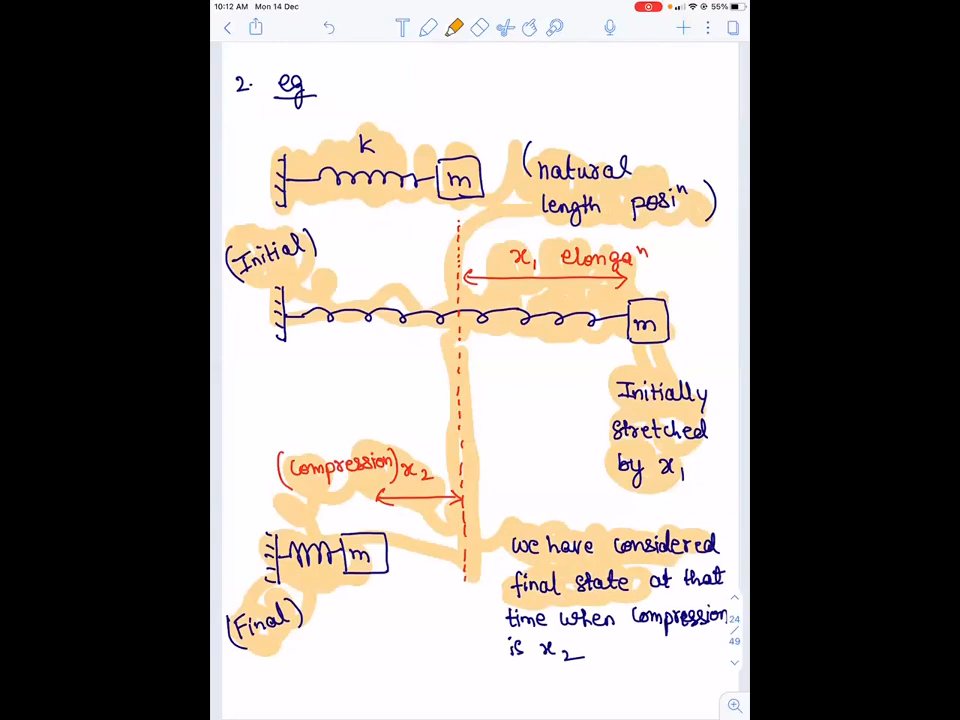 10:12 AM Mon 14 Dec
55%
2. eg
k
m
(natural
length posiⁿ)
(Initial)
x₁ elongaⁿ
m
Initially
stretched
by x₁
(compression) x₂
m
we have considered
final state at that
time when compression
is x₂
(Final)
24
/
49